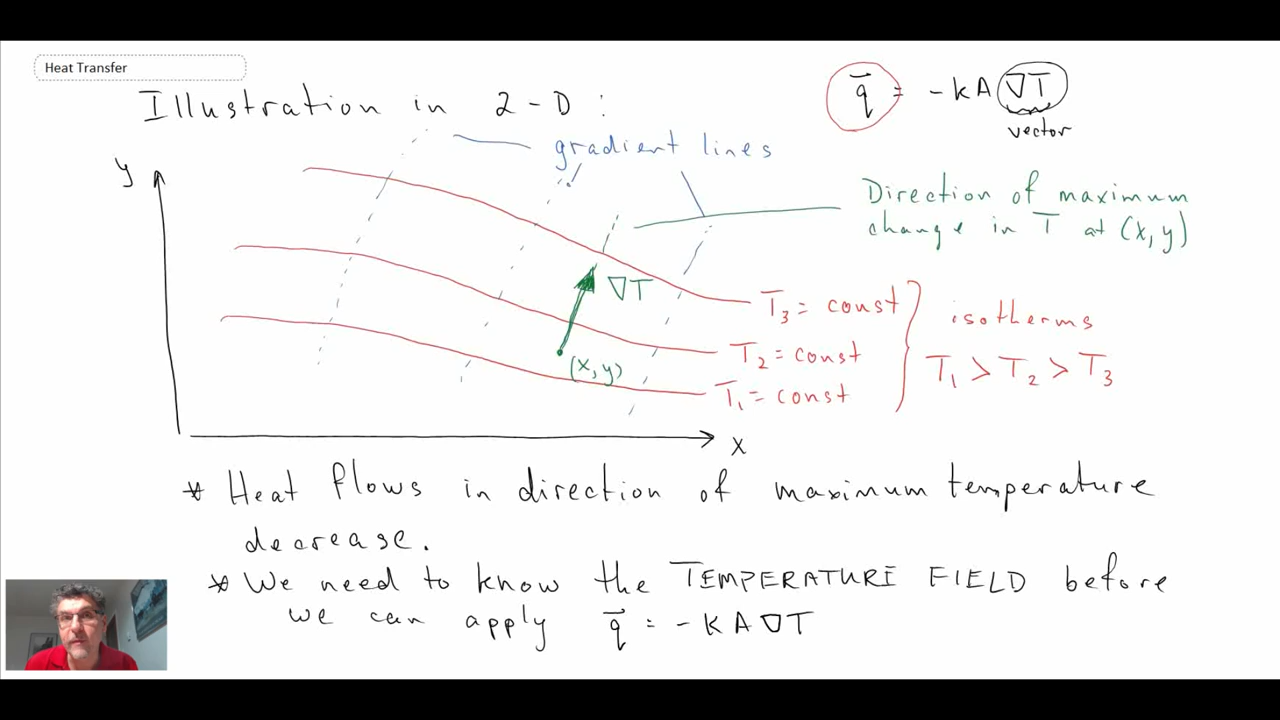 Heat Transfer
Illustration in 2-D :
q̄ = -kA∇T
vector
gradient lines
y
Direction of maximum
change in T at (x,y)
∇T
(x,y)
T₃ = const
T₂ = const
T₁ = const
isotherms
T₁ > T₂ > T₃
x
* Heat flows in direction of maximum temperature
decrease.
* We need to know the TEMPERATURE FIELD before
we can apply q̄ = -kA∇T